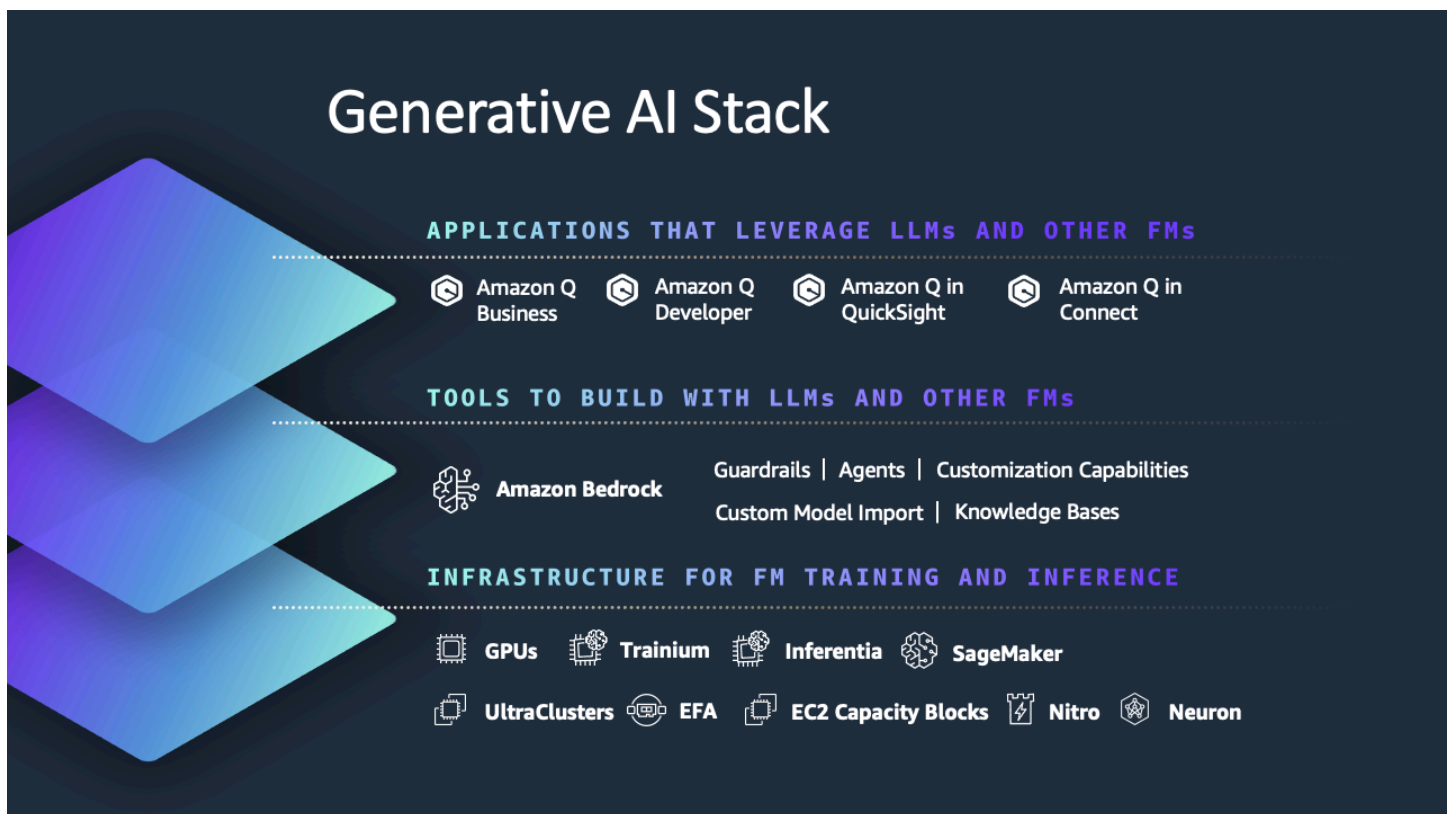 Generative AI Stack
APPLICATIONS THAT LEVERAGE LLMs AND OTHER FMs
Amazon Q Business
Amazon Q Developer
Amazon Q in QuickSight
Amazon Q in Connect
TOOLS TO BUILD WITH LLMs AND OTHER FMs
Amazon Bedrock
Guardrails | Agents | Customization Capabilities
Custom Model Import | Knowledge Bases
INFRASTRUCTURE FOR FM TRAINING AND INFERENCE
GPUs Trainium Inferentia SageMaker
UltraClusters EFA EC2 Capacity Blocks Nitro Neuron